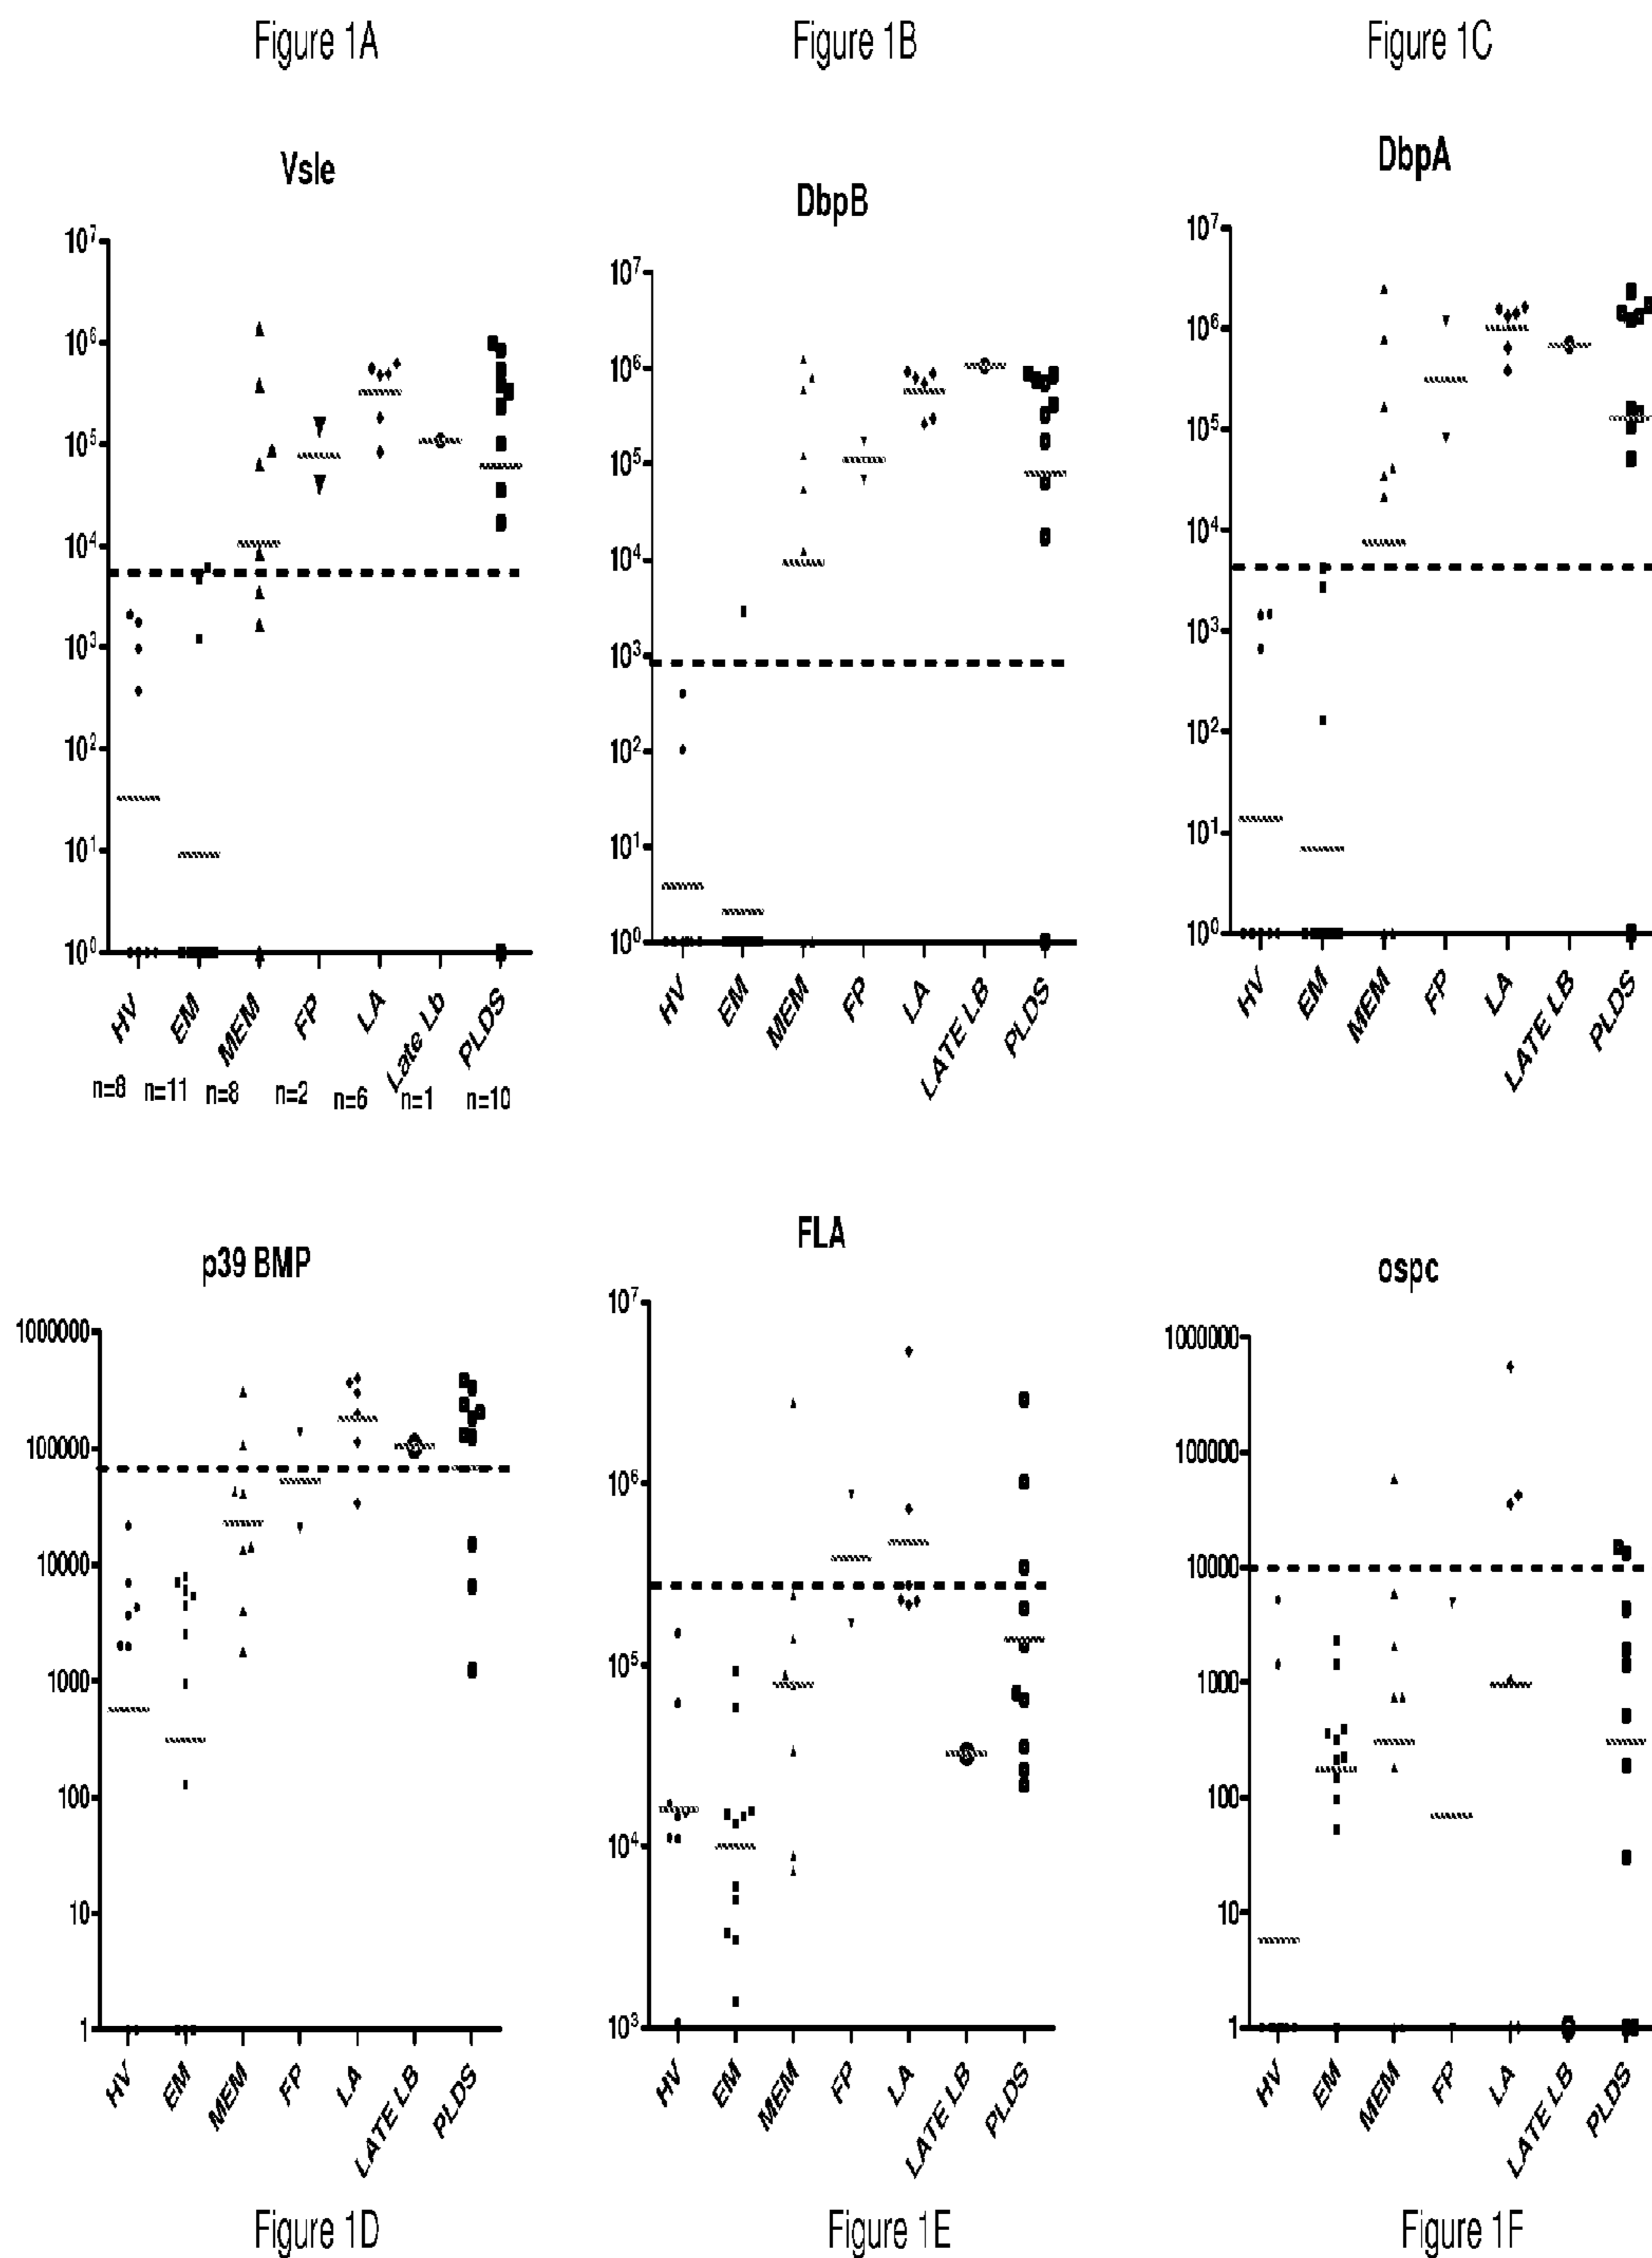 Figure 1A
Figure 1B
Figure 1C
Vsle
DbpB
DbpA
10⁷
10⁶
10⁵
10⁴
10³
10²
10¹
10⁰
HV
EM
MEM
FP
LA
Late Lb
PLDS
n=8
n=11
n=8
n=2
n=6
n=1
n=10
10⁷
10⁶
10⁵
10⁴
10³
10²
10¹
10⁰
HV
EM
MEM
FP
LA
LATE LB
PLDS
10⁷
10⁶
10⁵
10⁴
10³
10²
10¹
10⁰
HV
EM
MEM
FP
LA
LATE LB
PLDS
p39 BMP
FLA
ospc
1000000
100000
10000
1000
100
10
1
HV
EM
MEM
FP
LA
LATE LB
PLDS
10⁷
10⁶
10⁵
10⁴
10³
HV
EM
MEM
FP
LA
LATE LB
PLDS
1000000
100000
10000
1000
100
10
1
HV
EM
MEM
FP
LA
LATE LB
PLDS
Figure 1D
Figure 1E
Figure 1F